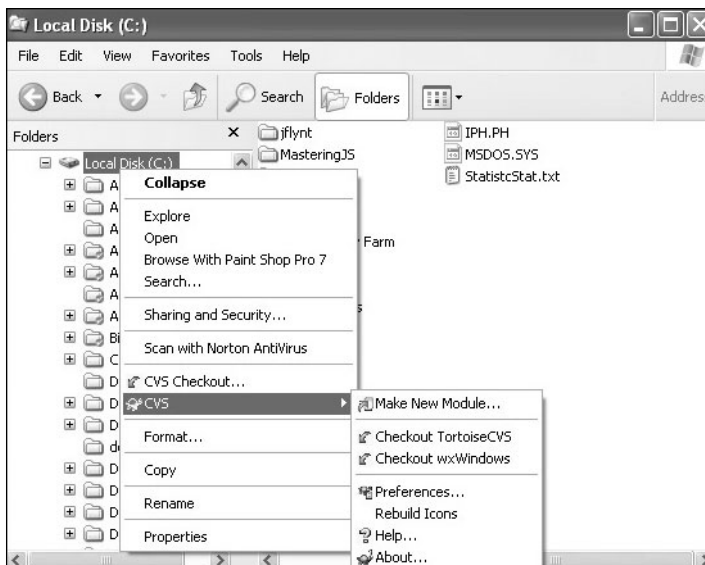 Local Disk (C:)
File Edit View Favorites Tools Help
Back Search Folders Addres
Folders
Local Disk (C:)
A
A
A
A
A
A
A
Bi
C
D
D
D
de
D
D
D
D
Collapse
Explore
Open
Browse With Paint Shop Pro 7
Search...
Sharing and Security...
Scan with Norton AntiVirus
CVS Checkout...
CVS
Format...
Copy
Rename
Properties
Make New Module...
Checkout TortoiseCVS
Checkout wxWindows
Preferences...
Rebuild Icons
Help...
About...
jflynt
MasteringJS
Farm
IPH.PH
MSDOS.SYS
StatistcStat.txt